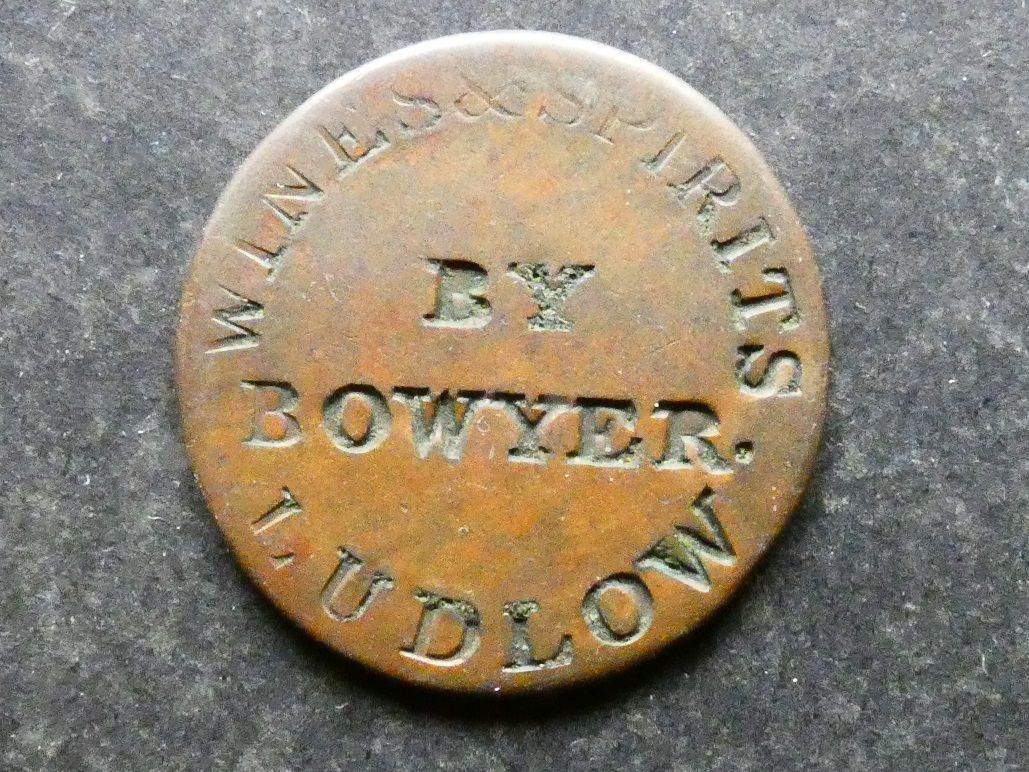 WINES & SPIRITS
BY
BOWYER.
LUDLOW